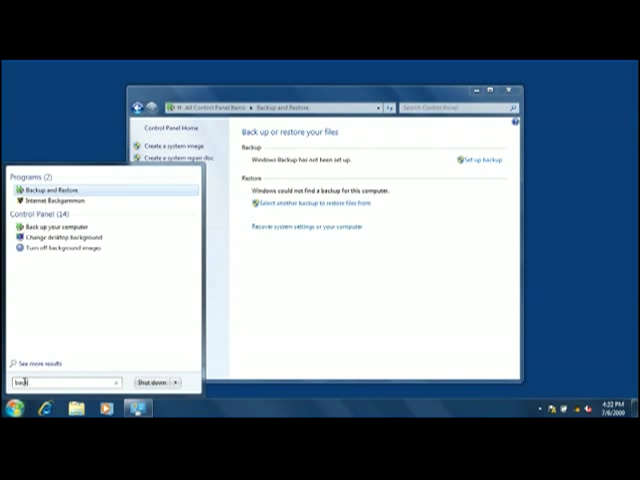 All Control Panel Items ▸ Backup and Restore
Search Control Panel
Control Panel Home
Create a system image
Create a system repair disc
Back up or restore your files
Backup
Windows Backup has not been set up.
Set up backup
Restore
Windows could not find a backup for this computer.
Select another backup to restore files from
Recover system settings or your computer
Programs (2)
Backup and Restore
Internet Backgammon
Control Panel (14)
Back up your computer
Change desktop background
Turn off background images
See more results
back
Shut down
4:32 PM